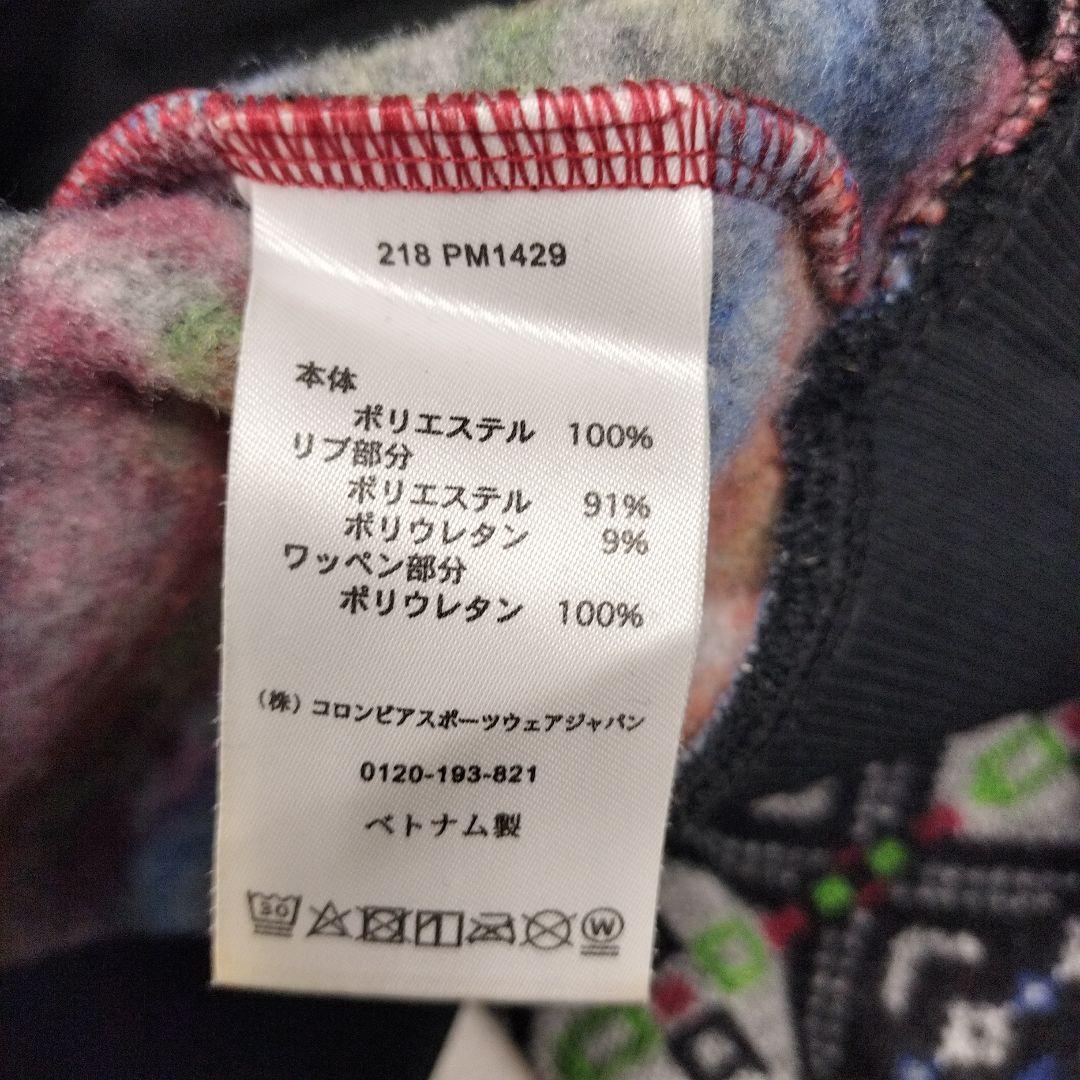 218 PM1429
本体
ポリエステル 100%
リブ部分
ポリエステル 91%
ポリウレタン 9%
ワッペン部分
ポリウレタン 100%
(株) コロンビアスポーツウェアジャパン
0120-193-821
ベトナム製
30 W